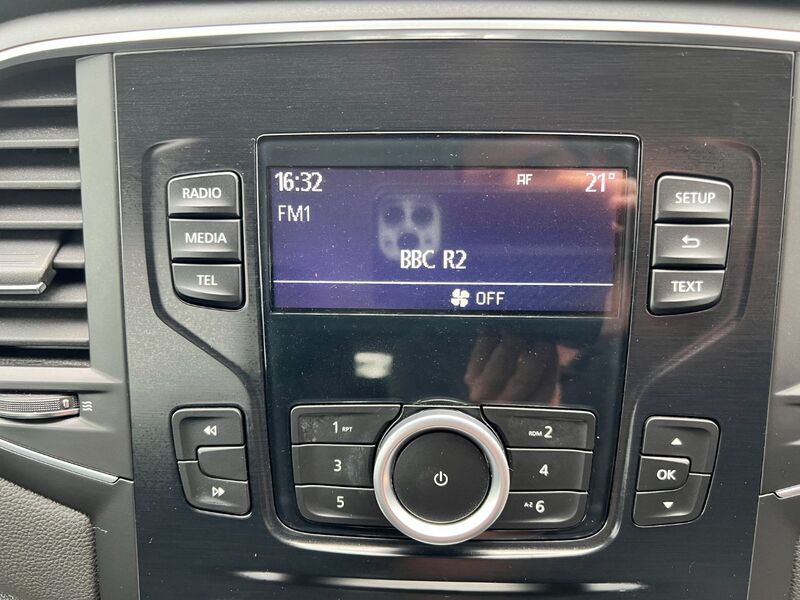 RADIO
MEDIA
TEL
16:32 AF 21°
FM1
BBC R2
OFF
SETUP
TEXT
1 RPT
3
5
RDM 2
4
A-Z 6
OK